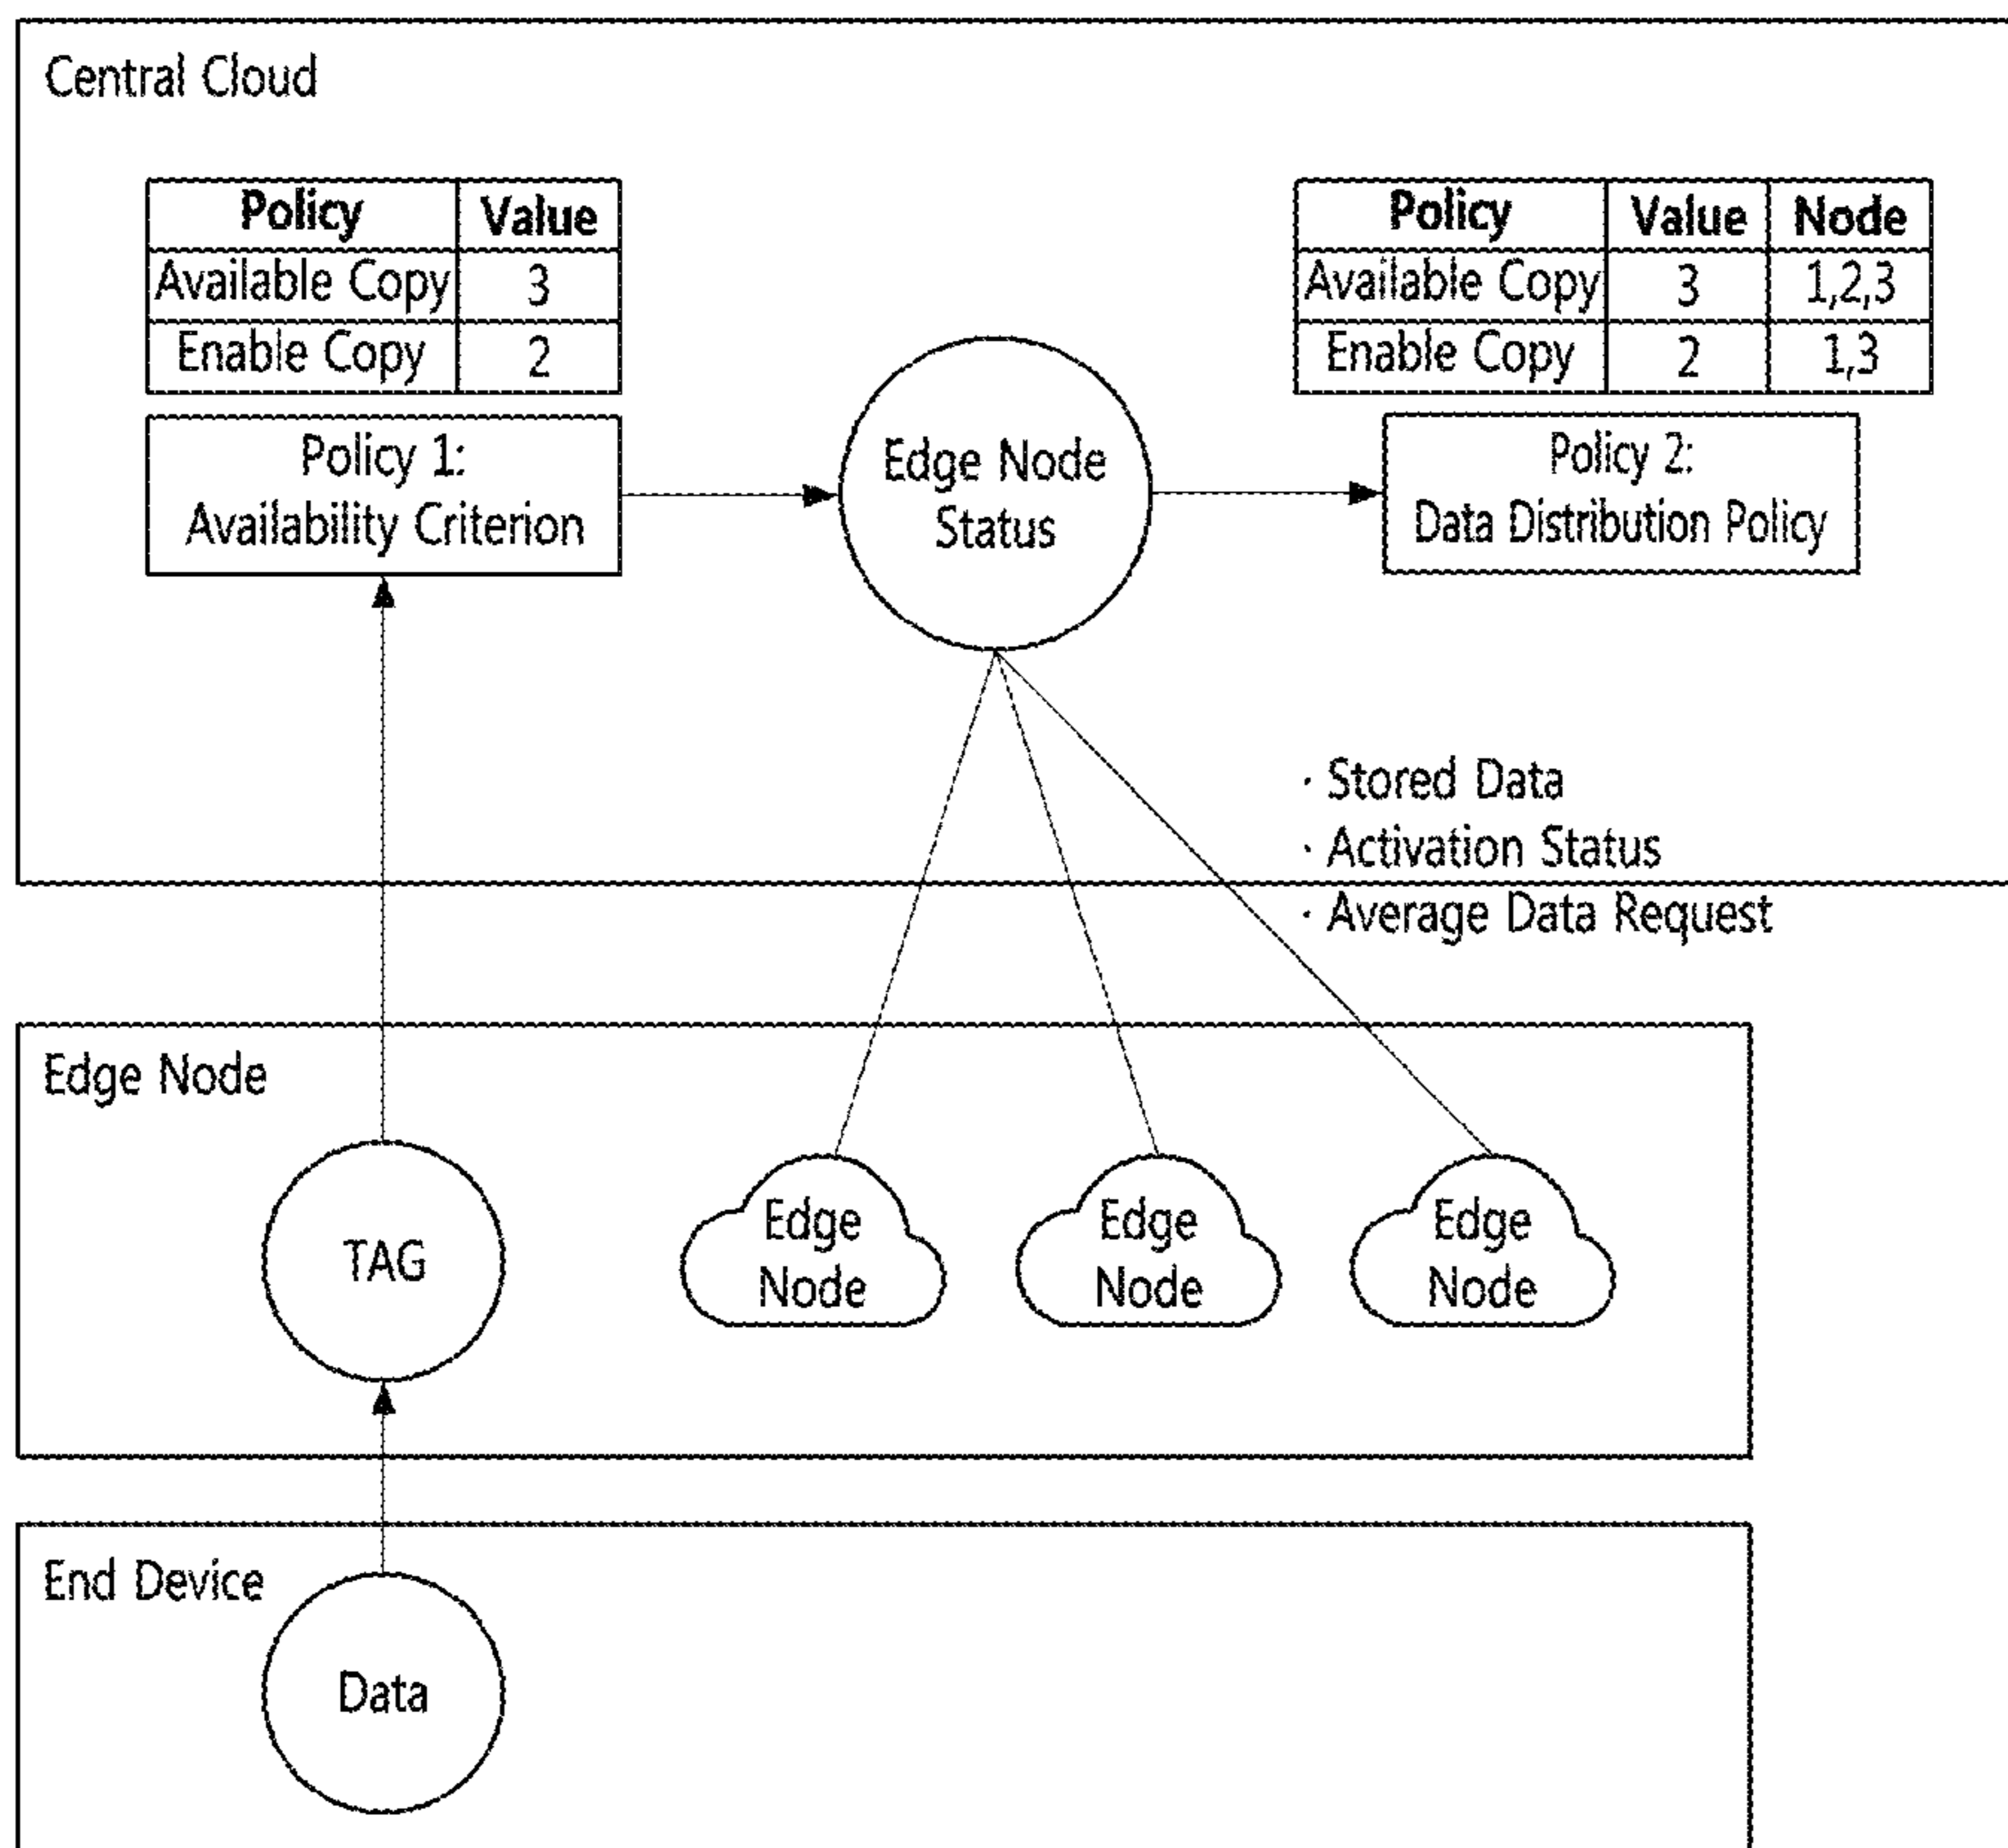 Central Cloud
Policy Value
Available Copy 3
Enable Copy 2
Policy 1:
Availability Criterion
Edge Node
Status
Policy Value Node
Available Copy 3 1,2,3
Enable Copy 2 1,3
Policy 2:
Data Distribution Policy
· Stored Data
· Activation Status
· Average Data Request
Edge Node
TAG
Edge
Node
Edge
Node
Edge
Node
End Device
Data